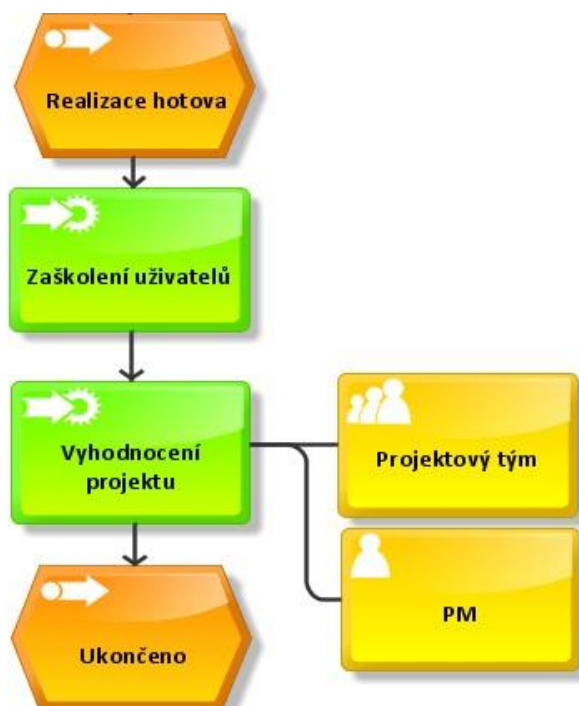 Realizace hotova
Zaškolení uživatelů
Vyhodnocení
projektu
Projektový tým
PM
Ukončeno